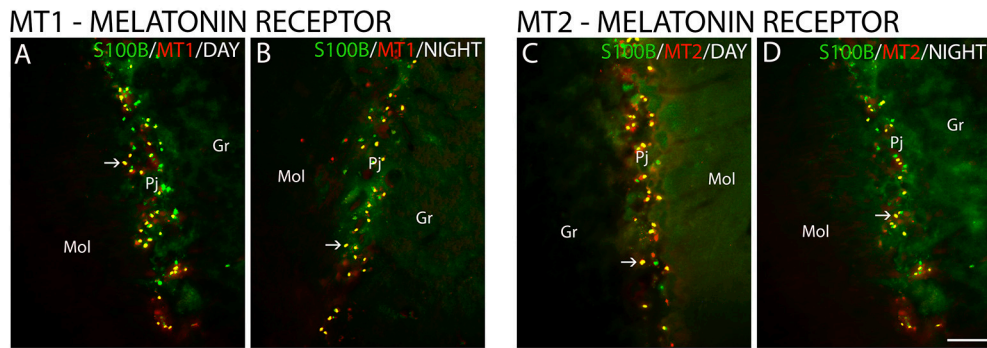 MT1 - MELATONIN RECEPTOR
A S100B/MT1/DAY
Gr
Pj
Mol
B S100B/MT1/NIGHT
Pj
Mol
Gr
MT2 - MELATONIN RECEPTOR
C S100B/MT2/DAY
Pj
Mol
Gr
D S100B/MT2/NIGHT
Gr
Pj
Mol